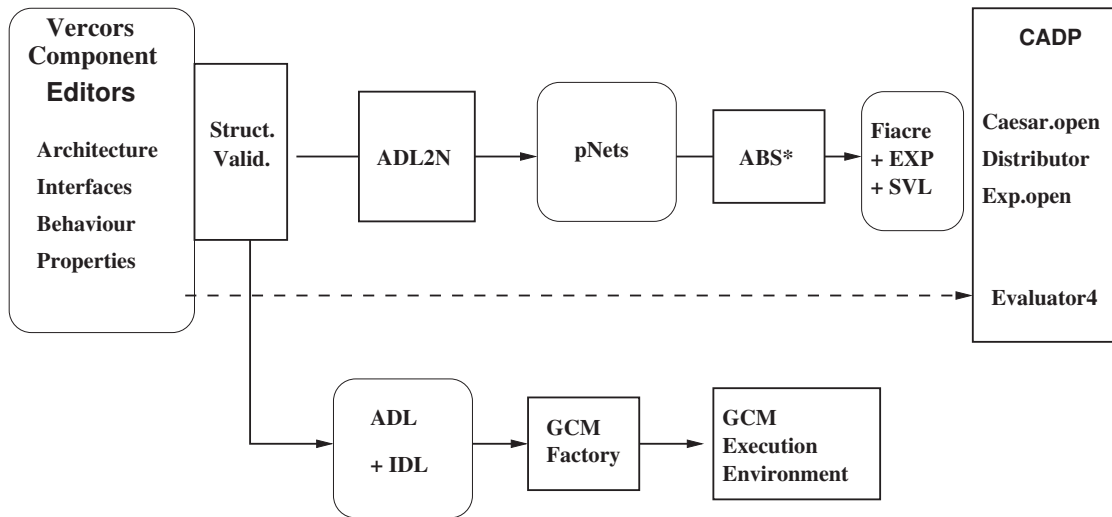 Vercors
Component
Editors
Architecture
Interfaces
Behaviour
Properties
Struct.
Valid.
ADL2N
pNets
ABS*
Fiacre
+ EXP
+ SVL
CADP
Caesar.open
Distributor
Exp.open
Evaluator4
ADL
+ IDL
GCM
Factory
GCM
Execution
Environment